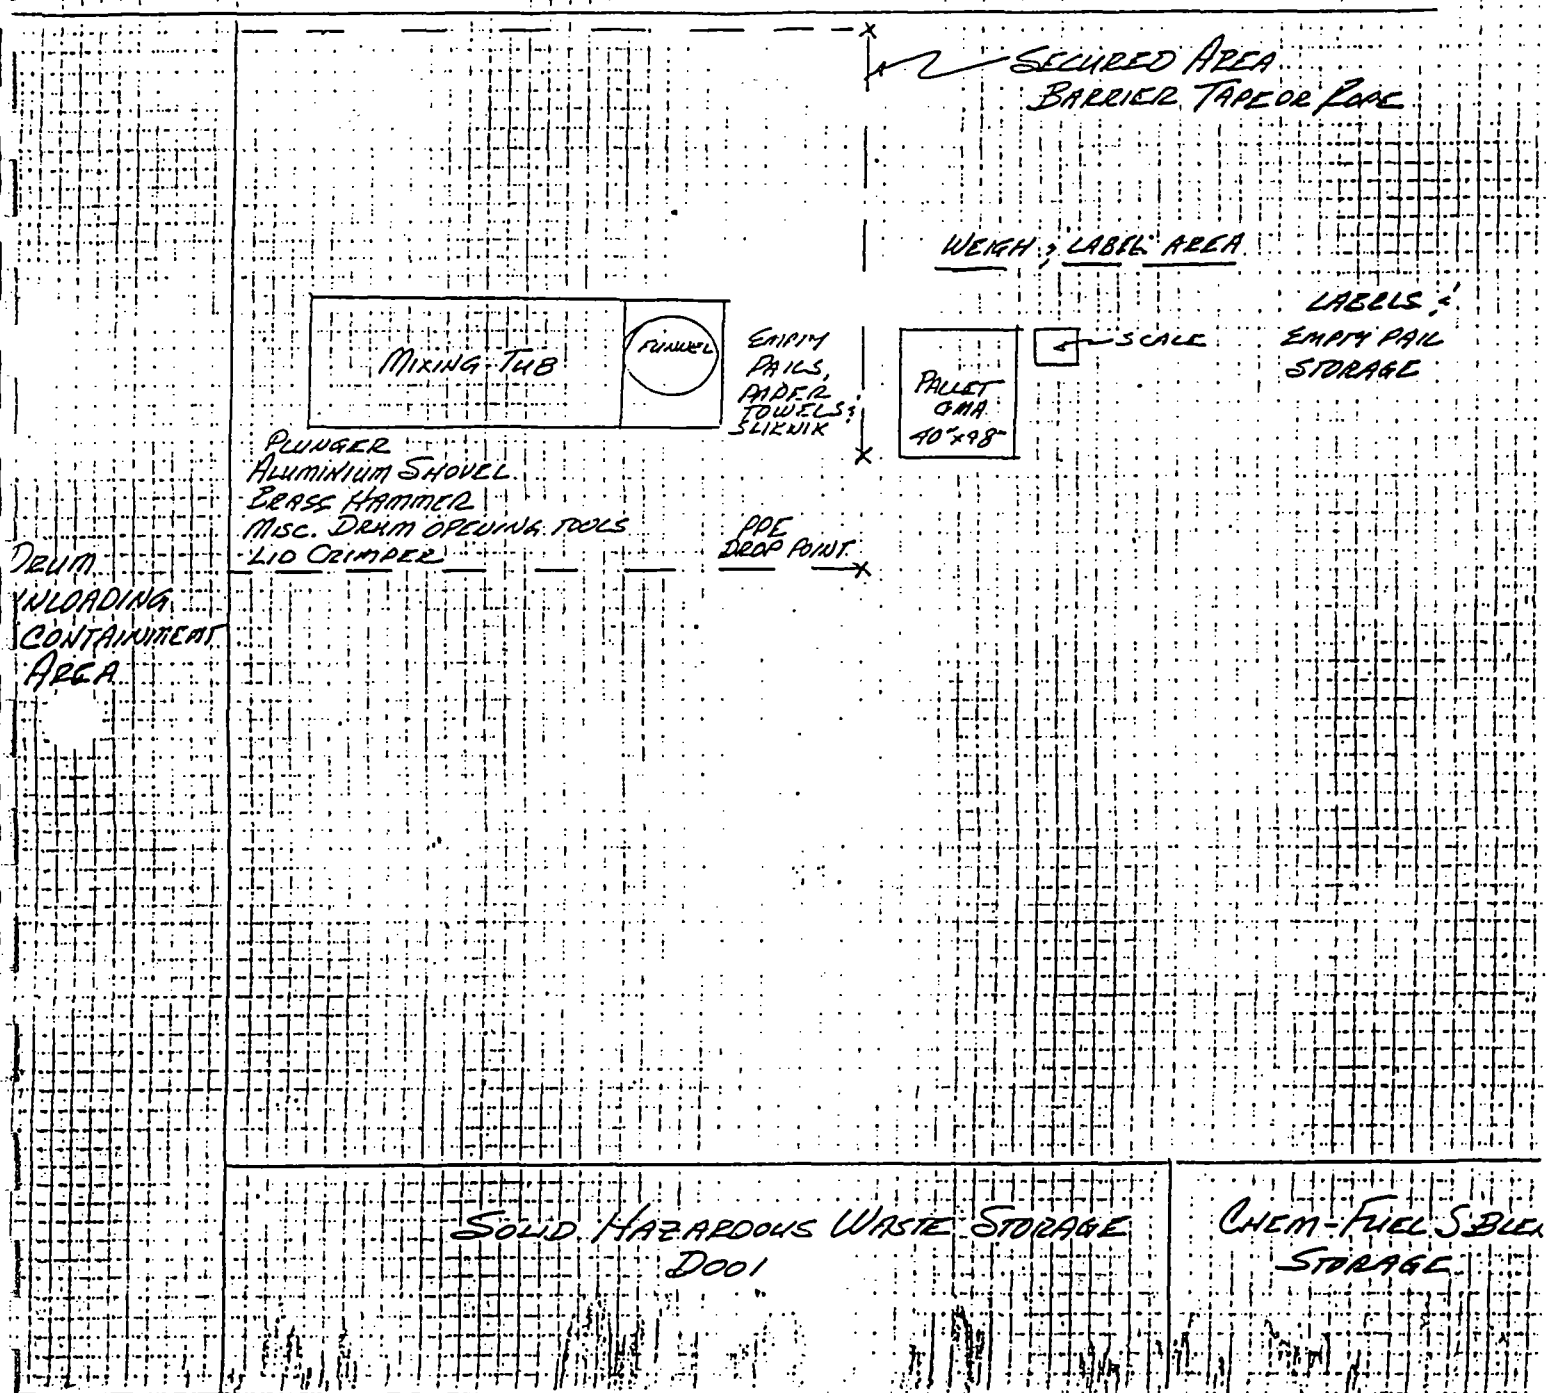 SECURED AREA
BARRIER TAPE OR ROPE
WEIGH & LABEL AREA
LABELS &
EMPTY PAIL
STORAGE
SCALE
MIXING TUB
FUNNEL
EMPTY
PAILS,
PAPER
TOWELS &
PALLET
GMA
40"x48"
PLUNGER
ALUMINIUM SHOVEL
BRASS HAMMER
MISC. DRUM OPENING TOOLS
LID CRIMPER
PPE
DROP POINT
DRUM
UNLOADING
CONTAINMENT
AREA
SOLID HAZARDOUS WASTE STORAGE
D001
CHEM-FUEL
STORAGE